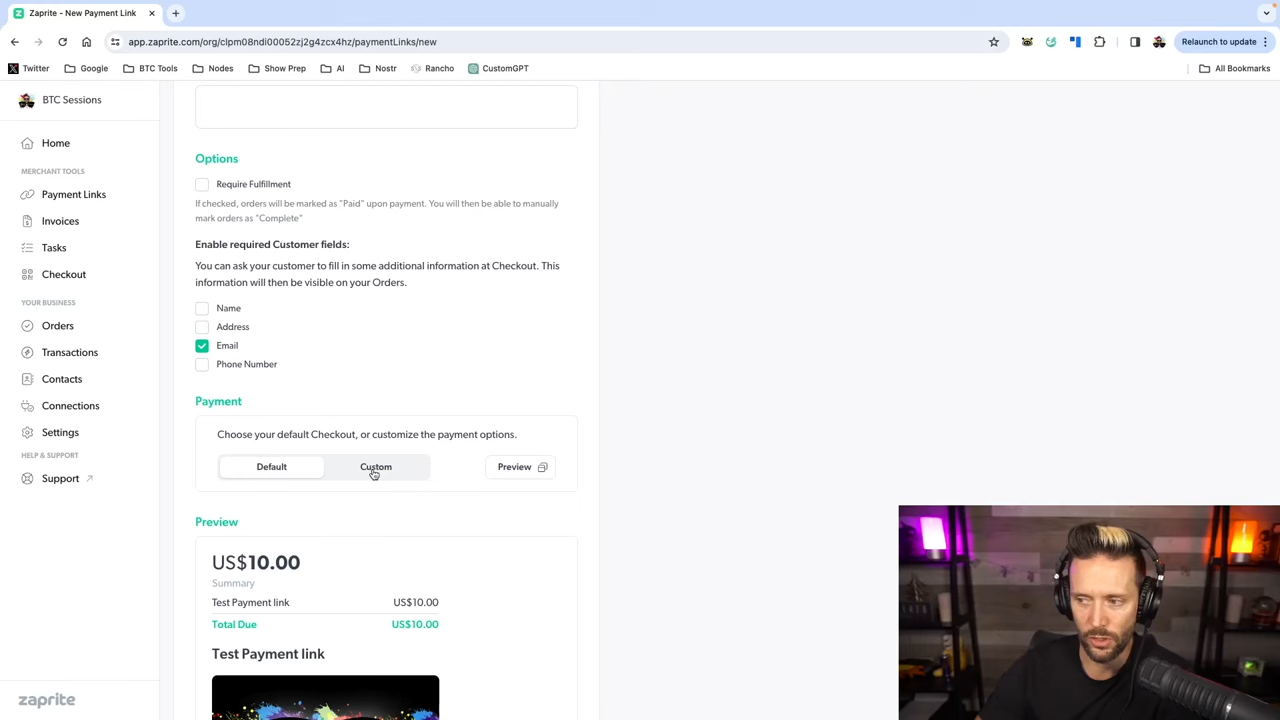 Zaprite - New Payment Link
app.zaprite.com/org/clpm08ndi00052zj2g4zcx4hz/paymentLinks/new
Relaunch to update
Twitter
Google
BTC Tools
Nodes
Show Prep
AI
Nostr
Rancho
CustomGPT
All Bookmarks
BTC Sessions
Home
MERCHANT TOOLS
Payment Links
Invoices
Tasks
Checkout
YOUR BUSINESS
Orders
Transactions
Contacts
Connections
Settings
HELP & SUPPORT
Support
zaprite
Options
Require Fulfillment
If checked, orders will be marked as "Paid" upon payment. You will then be able to manually
mark orders as "Complete"
Enable required Customer fields:
You can ask your customer to fill in some additional information at Checkout. This
information will then be visible on your Orders.
Name
Address
Email
Phone Number
Payment
Choose your default Checkout, or customize the payment options.
Default
Custom
Preview
Preview
US$10.00
Summary
Test Payment link US$10.00
Total Due US$10.00
Test Payment link